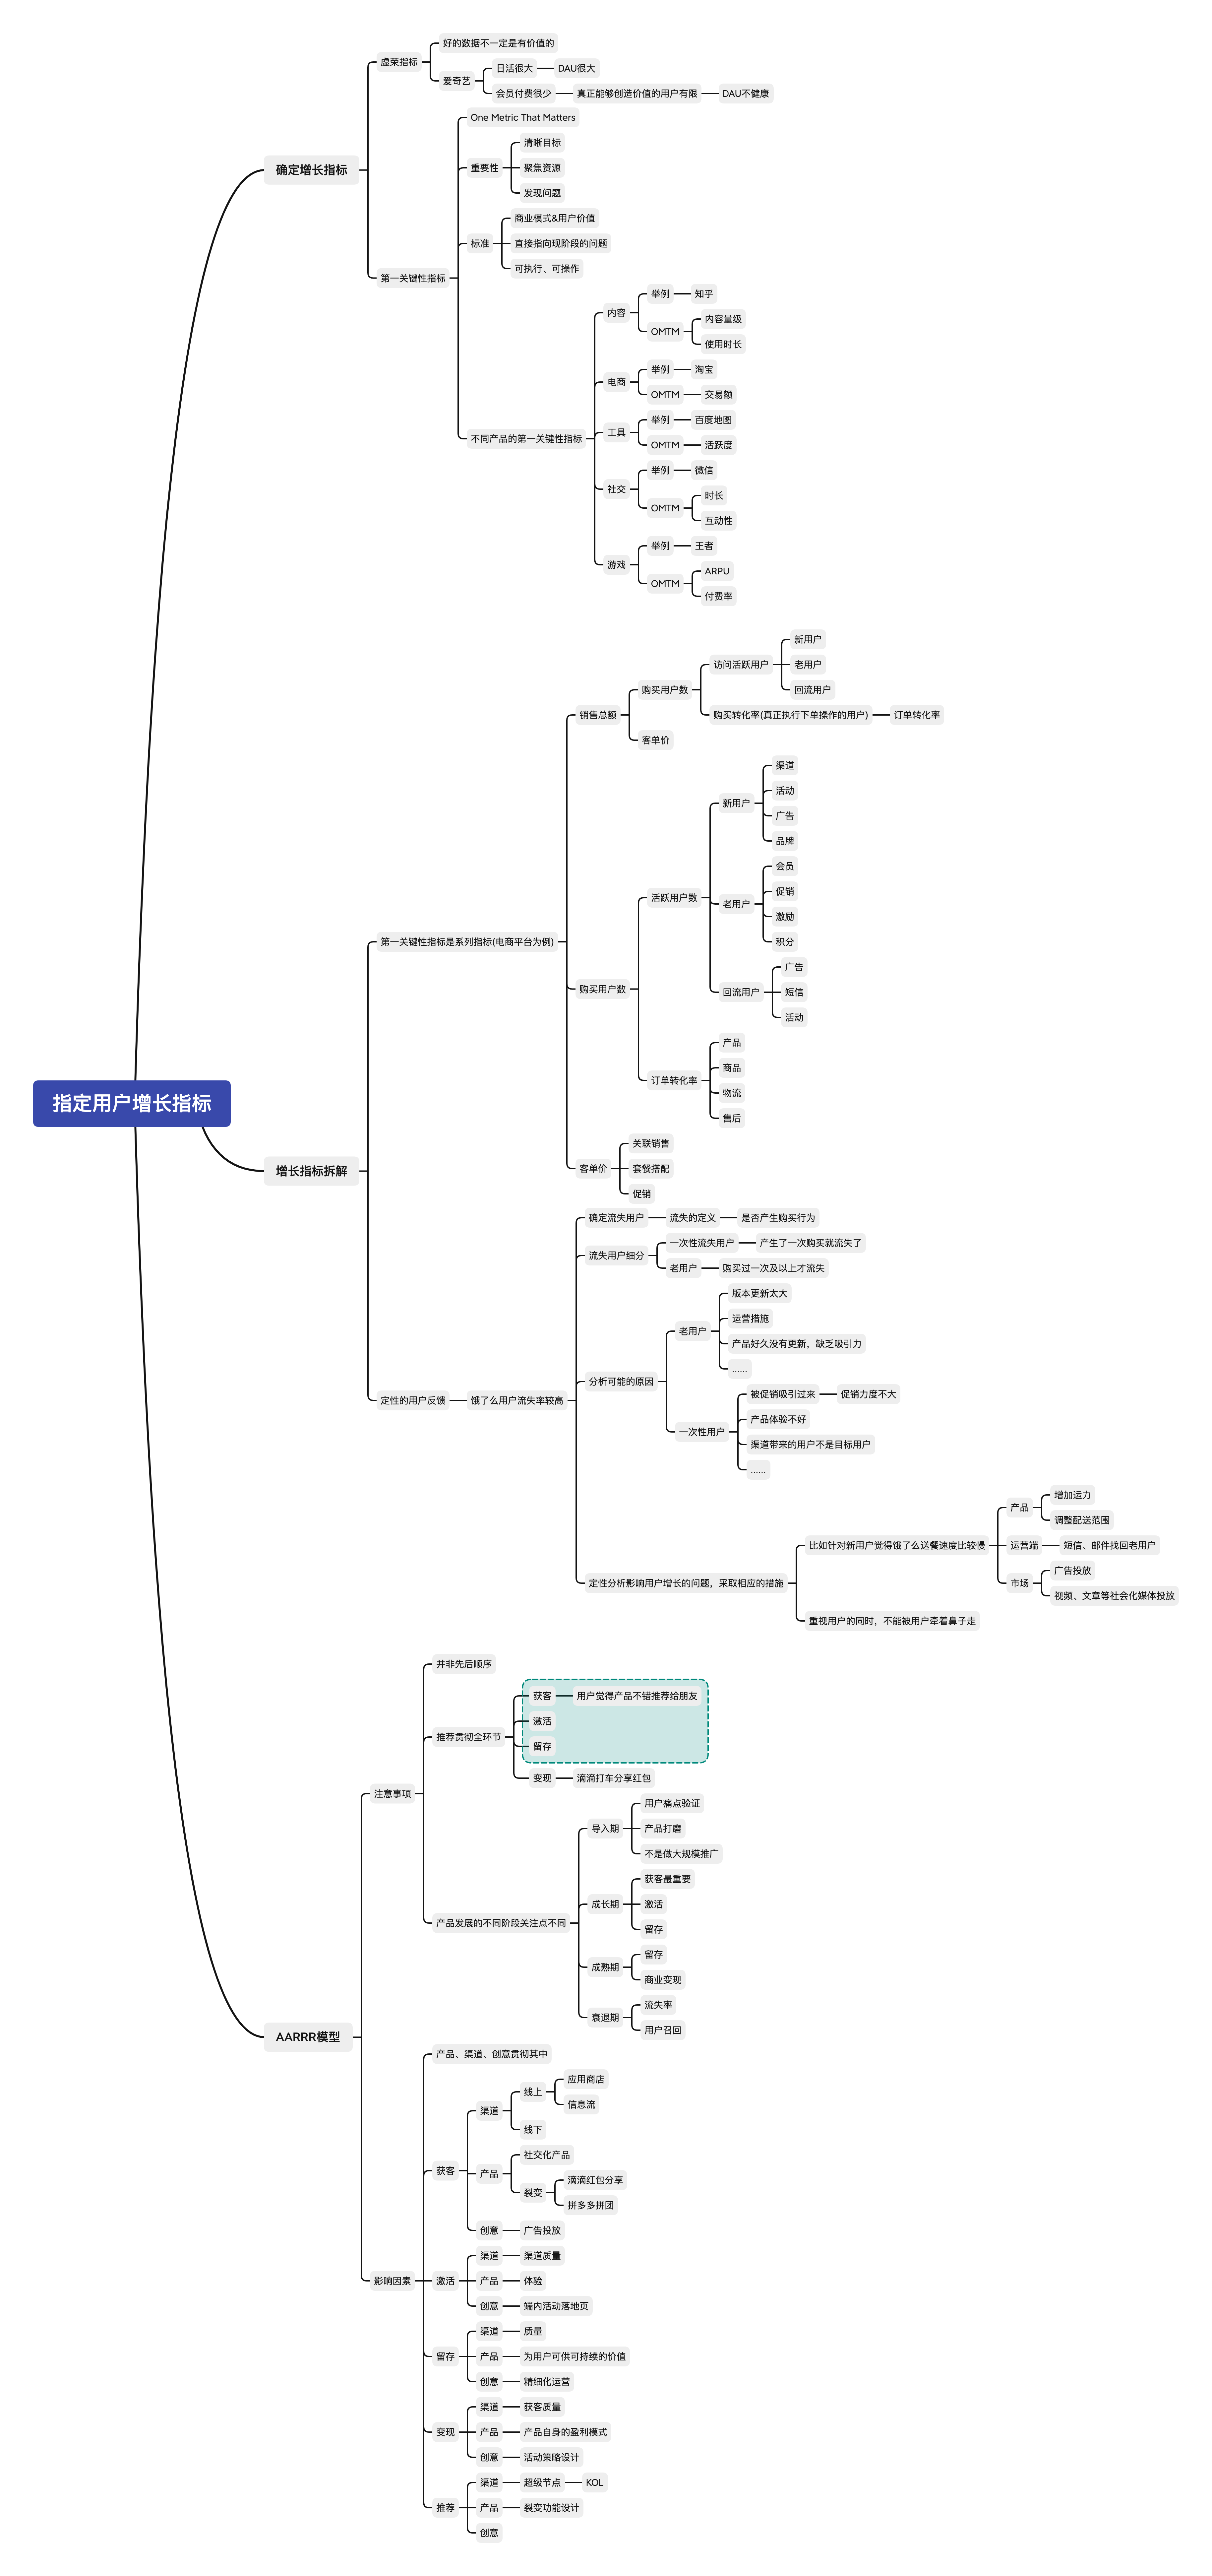 指定用户增长指标
确定增长指标
虚荣指标
好的数据不一定是有价值的
爱奇艺
日活很大
DAU很大
会员付费很少
真正能够创造价值的用户有限
DAU不健康
第一关键性指标
One Metric That Matters
重要性
清晰目标
聚焦资源
发现问题
标准
商业模式&用户价值
直接指向现阶段的问题
可执行、可操作
不同产品的第一关键性指标
内容
举例
知乎
OMTM
内容量级
使用时长
电商
举例
淘宝
OMTM
交易额
工具
举例
百度地图
OMTM
活跃度
社交
举例
微信
OMTM
时长
互动性
游戏
举例
王者
OMTM
ARPU
付费率
增长指标拆解
第一关键性指标是系列指标(电商平台为例)
销售总额
购买用户数
访问活跃用户
新用户
老用户
回流用户
购买转化率(真正执行下单操作的用户)
订单转化率
客单价
购买用户数
活跃用户数
新用户
渠道
活动
广告
品牌
老用户
会员
促销
激励
积分
回流用户
广告
短信
活动
订单转化率
产品
商品
物流
售后
客单价
关联销售
套餐搭配
促销
定性的用户反馈
饿了么用户流失率较高
确定流失用户
流失的定义
是否产生购买行为
流失用户细分
一次性流失用户
产生了一次购买就流失了
老用户
购买过一次及以上才流失
分析可能的原因
老用户
版本更新太大
运营措施
产品好久没有更新，缺乏吸引力
......
一次性用户
被促销吸引过来
促销力度不大
产品体验不好
渠道带来的用户不是目标用户
......
定性分析影响用户增长的问题，采取相应的措施
比如针对新用户觉得饿了么送餐速度比较慢
产品
增加运力
调整配送范围
运营端
短信、邮件找回老用户
市场
广告投放
视频、文章等社会化媒体投放
重视用户的同时，不能被用户牵着鼻子走
AARRR模型
注意事项
并非先后顺序
推荐贯彻全环节
获客
用户觉得产品不错推荐给朋友
激活
留存
变现
滴滴打车分享红包
产品发展的不同阶段关注点不同
导入期
用户痛点验证
产品打磨
不是做大规模推广
成长期
获客最重要
激活
留存
成熟期
留存
商业变现
衰退期
流失率
用户召回
影响因素
产品、渠道、创意贯彻其中
获客
渠道
线上
应用商店
信息流
线下
产品
社交化产品
裂变
滴滴红包分享
拼多多拼团
创意
广告投放
激活
渠道
渠道质量
产品
体验
创意
端内活动落地页
留存
渠道
质量
产品
为用户可供可持续的价值
创意
精细化运营
变现
渠道
获客质量
产品
产品自身的盈利模式
创意
活动策略设计
推荐
渠道
超级节点
KOL
产品
裂变功能设计
创意